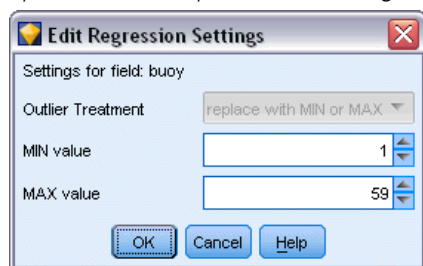 Edit Regression Settings
Settings for field: buoy
Outlier Treatment replace with MIN or MAX
MIN value 1
MAX value 59
OK Cancel Help